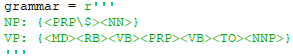 grammar = r'''
NP: {<PRP\$><NN>}
VP: {<MD><RB><VB><PRP><VB><TO><NNP>}
'''